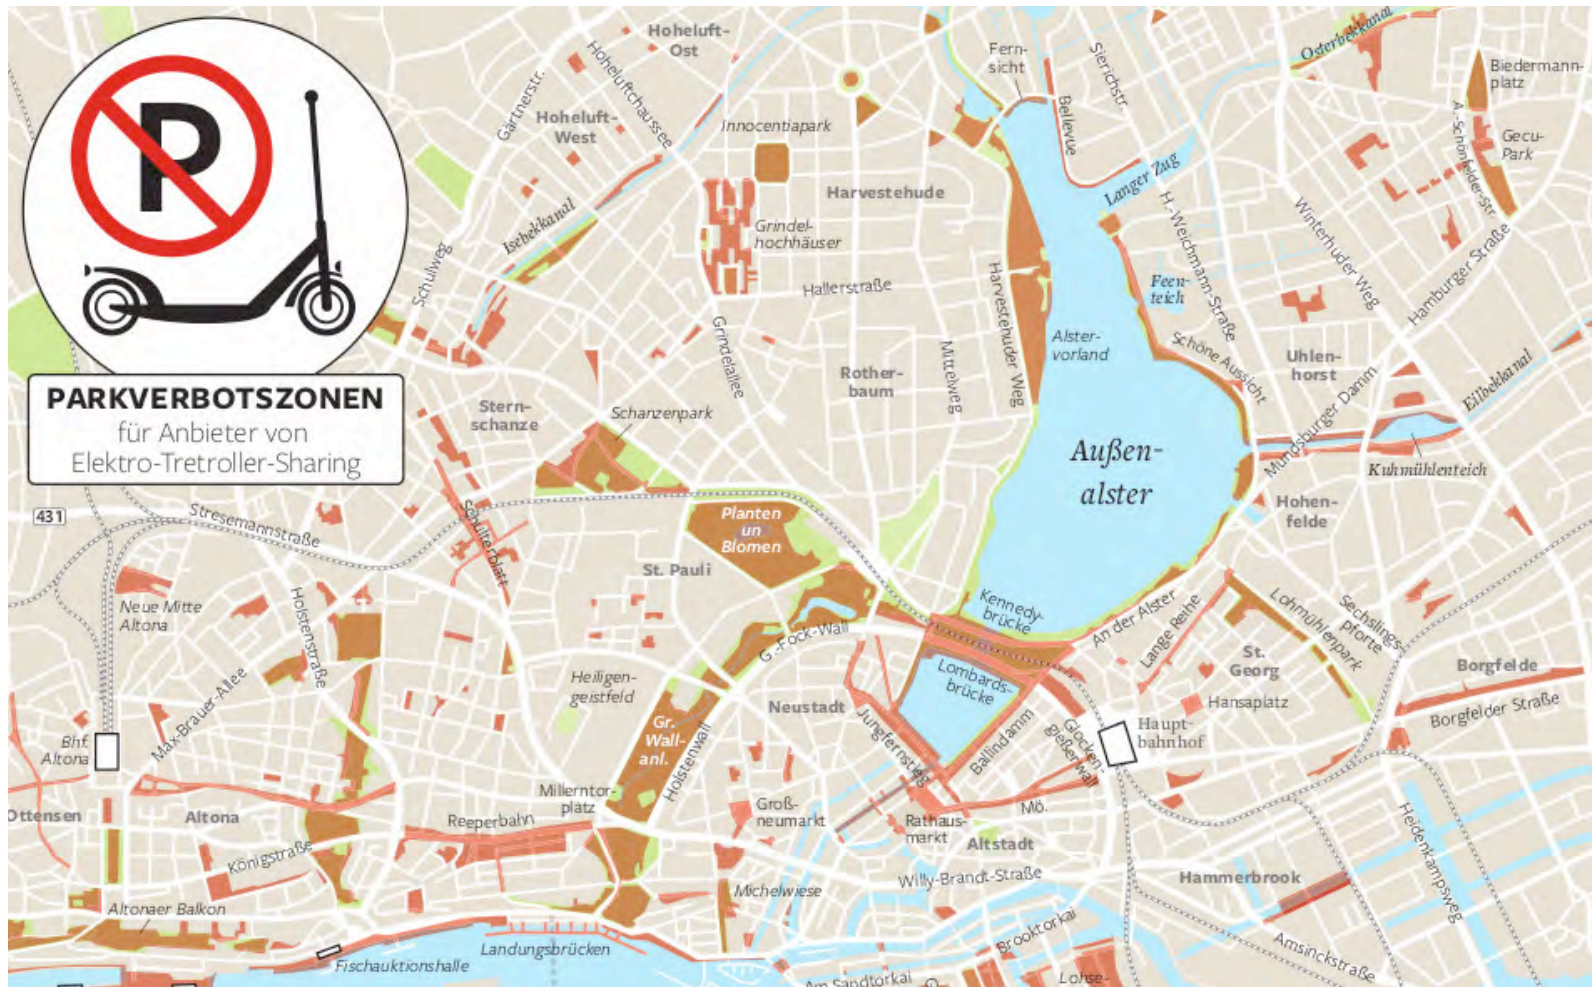 P
PARKVERBOTSZONEN
für Anbieter von
Elektro-Tretroller-Sharing
Hoheluft-
Ost
Hoheluftchaussee
Gärtnerstr.
Hoheluft-
West
Innocentiapark
Fern-
sicht
Sierichstr.
Osterbekkanal
Biedermann-
platz
A.-Schönfelder-Str.
Gecu-
Park
Bellevue
Langer Zug
Harvestehude
Isebekkanal
Schulweg
Grindel-
hochhäuser
Hallerstraße
Grindelallee
Harvestehuder Weg
Mittelweg
Alster-
vorland
Feen-
teich
H.-Weichmann-Straße
Winterhuder Weg
Hamburger Straße
Schöne Aussicht
Uhlen-
horst
Mundsburger Damm
Eilbekkanal
Kuhmühlenteich
Rother-
baum
Stern-
schanze
Schanzenpark
Außen-
alster
Hohen-
felde
431
Stresemannstraße
Schulterblatt
Planten
un
Blomen
St. Pauli
Neue Mitte
Altona
Holstenstraße
Kennedy-
brücke
An der Alster
Lange Reihe
Lohmühlenpark
Sechslings-
pforte
G.-Fock-Wall
Lombards-
brücke
St.
Georg
Hansaplatz
Borgfelde
Borgfelder Straße
Max-Brauer-Allee
Heiligen-
geistfeld
Gr.
Wall-
anl.
Holstenwall
Neustadt
Jungfernstieg
Ballindamm
Glocken-
gießerwall
Haupt-
bahnhof
Bhf.
Altona
Millerntor-
platz
Ottensen
Altona
Reeperbahn
Groß-
neumarkt
Rathaus-
markt
Mö.
Altstadt
Heidenkampsweg
Königstraße
Willy-Brandt-Straße
Hammerbrook
Michelwiese
Altonaer Balkon
Landungsbrücken
Fischauktionshalle
Brooktorkai
Amsinckstraße
Am Sandtorkai
Lohse-